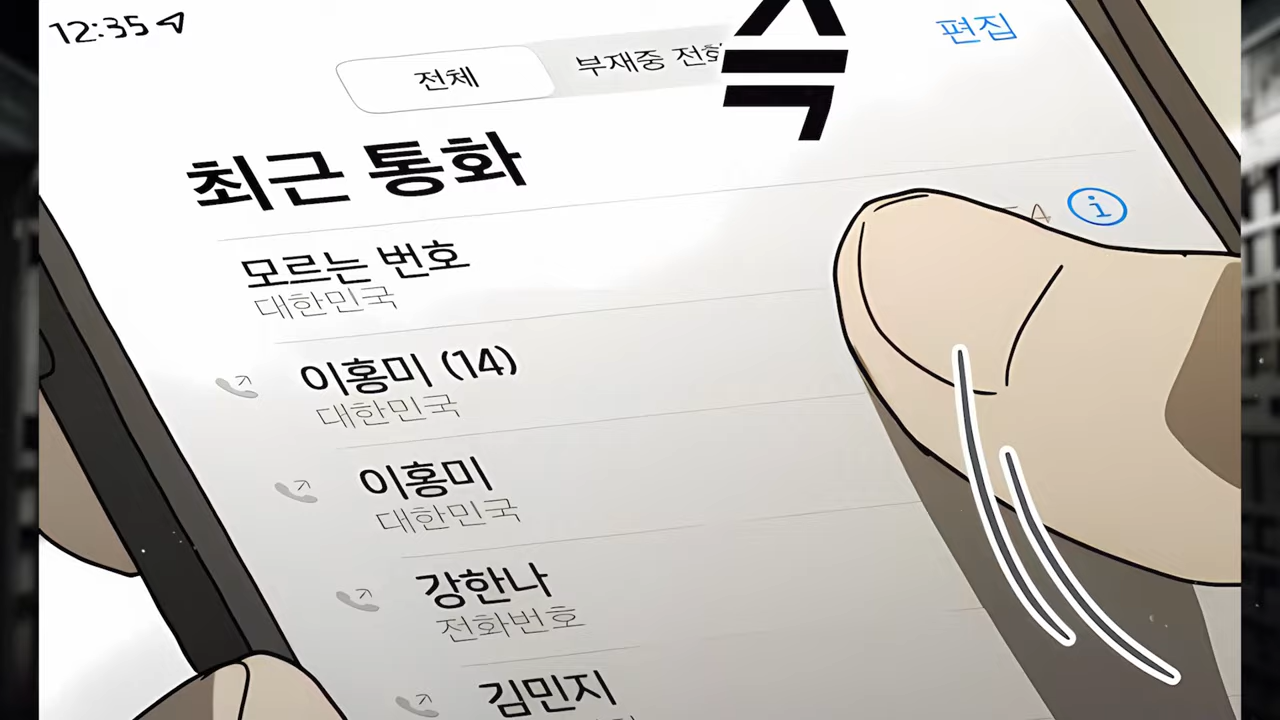 12:35
전체
부재중 전화
편집
슥
최근 통화
모르는 번호
대한민국
이홍미 (14)
대한민국
이홍미
대한민국
강한나
전화번호
김민지